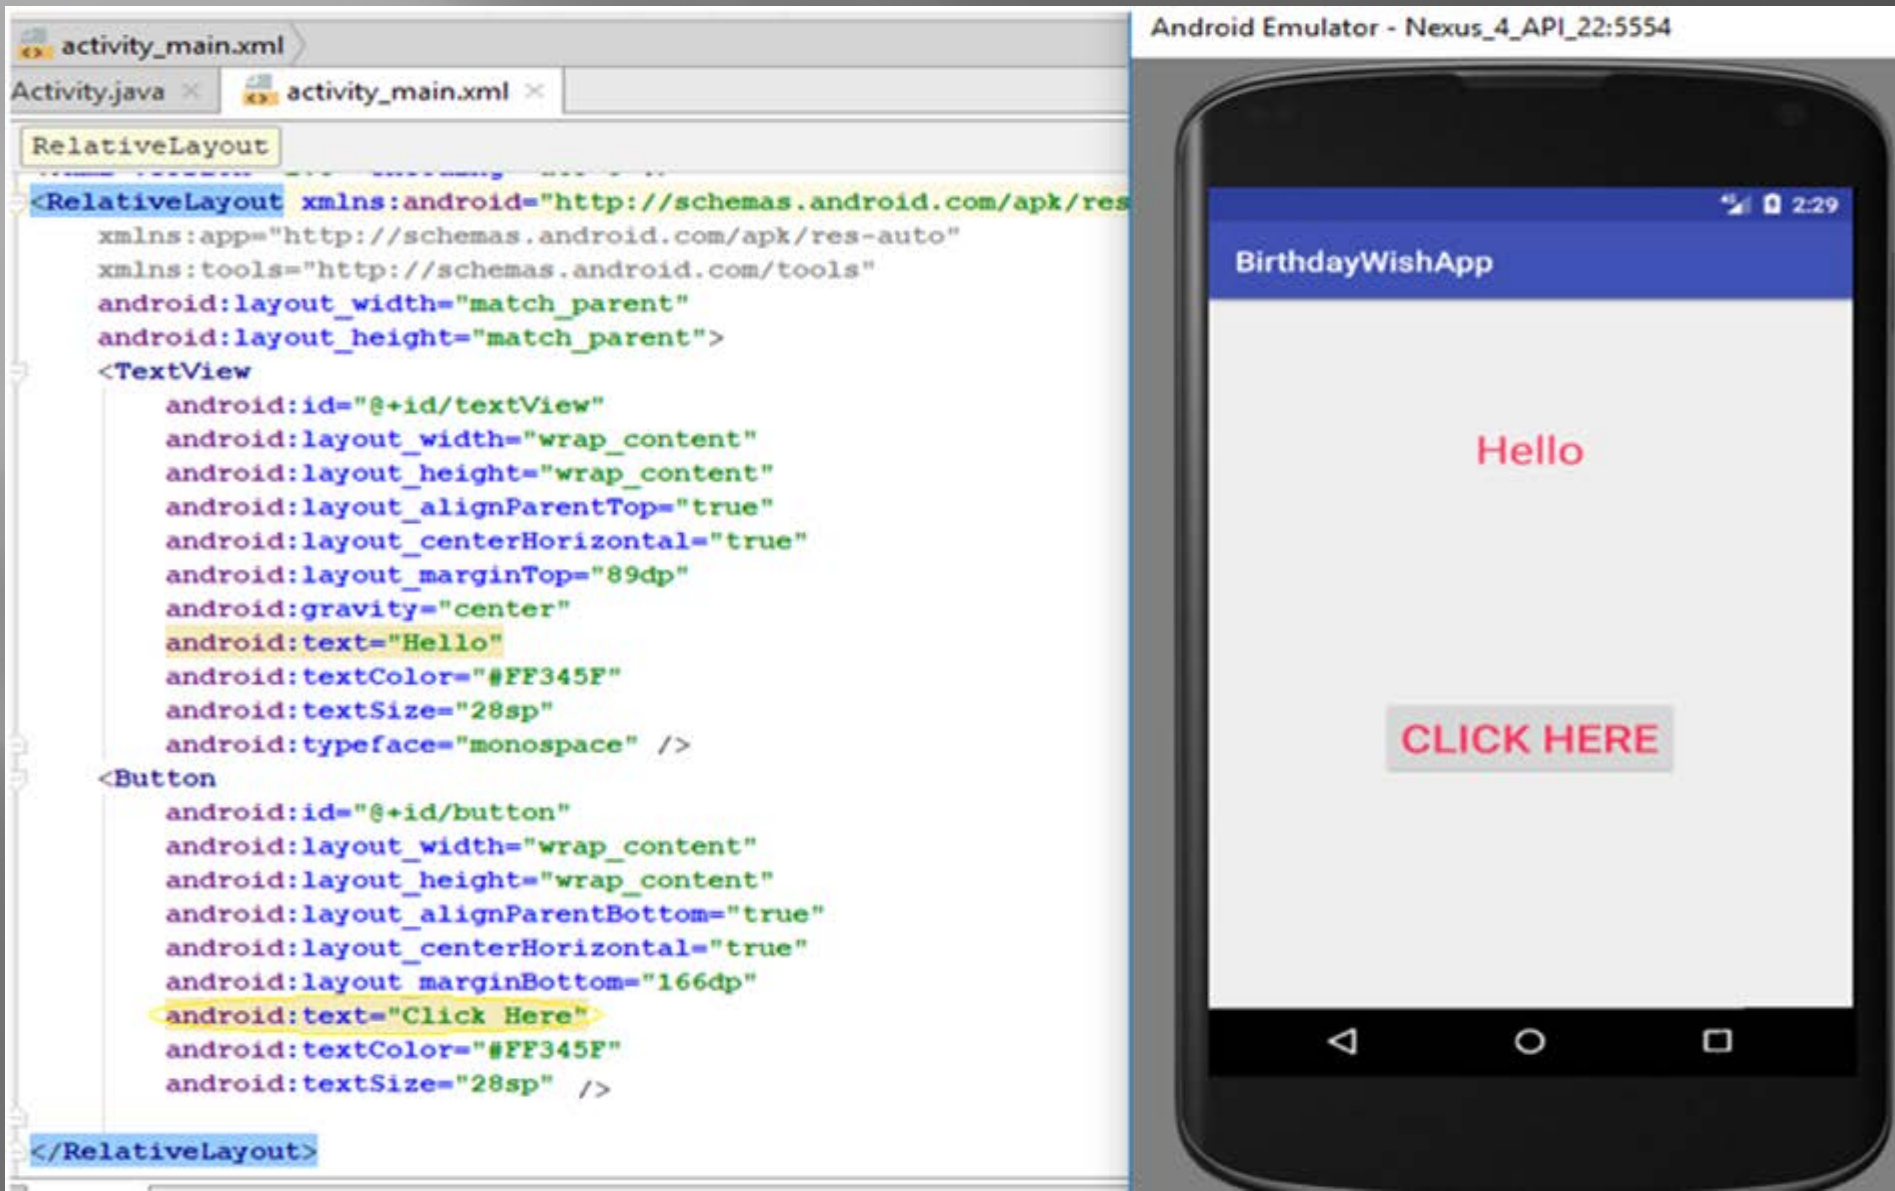 activity_main.xml
Activity.java
activity_main.xml
RelativeLayout
<RelativeLayout xmlns:android="http://schemas.android.com/apk/res
xmlns:app="http://schemas.android.com/apk/res-auto"
xmlns:tools="http://schemas.android.com/tools"
android:layout_width="match_parent"
android:layout_height="match_parent">
<TextView
android:id="@+id/textView"
android:layout_width="wrap_content"
android:layout_height="wrap_content"
android:layout_alignParentTop="true"
android:layout_centerHorizontal="true"
android:layout_marginTop="89dp"
android:gravity="center"
android:text="Hello"
android:textColor="#FF345F"
android:textSize="28sp"
android:typeface="monospace" />
<Button
android:id="@+id/button"
android:layout_width="wrap_content"
android:layout_height="wrap_content"
android:layout_alignParentBottom="true"
android:layout_centerHorizontal="true"
android:layout_marginBottom="166dp"
android:text="Click Here"
android:textColor="#FF345F"
android:textSize="28sp" />
</RelativeLayout>
Android Emulator - Nexus_4_API_22:5554
2:29
BirthdayWishApp
Hello
CLICK HERE